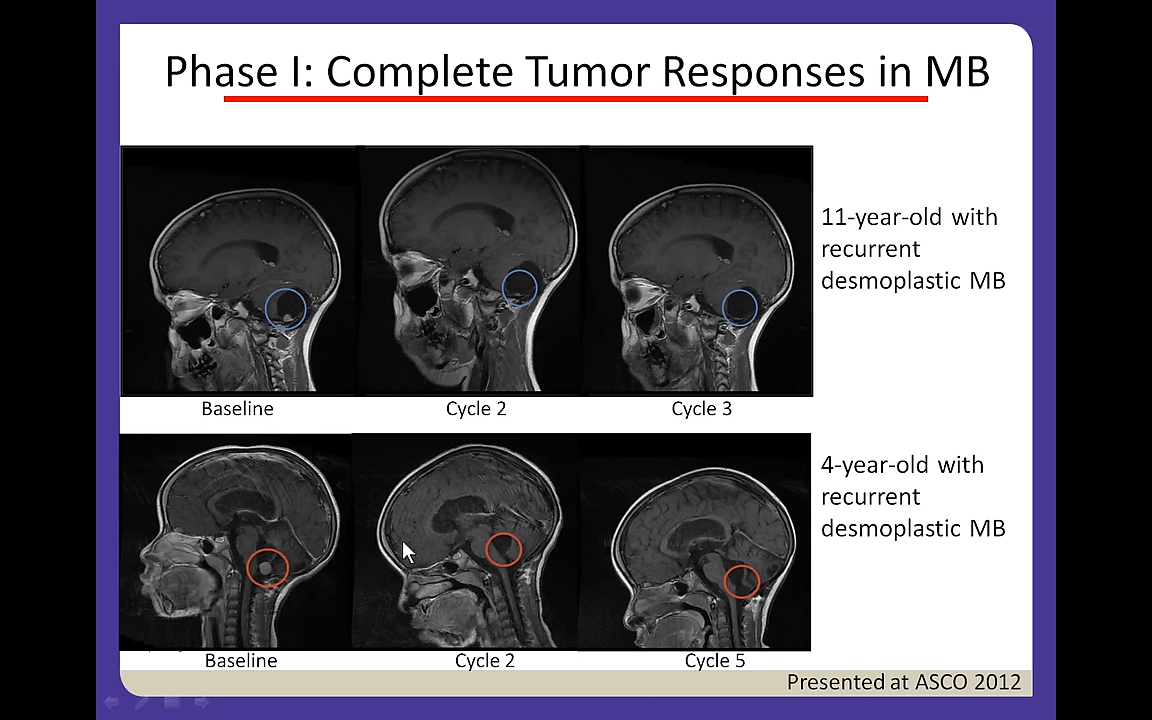 Phase I: Complete Tumor Responses in MB
11-year-old with
recurrent
desmoplastic MB
Baseline
Cycle 2
Cycle 3
4-year-old with
recurrent
desmoplastic MB
Baseline
Cycle 2
Cycle 5
Presented at ASCO 2012